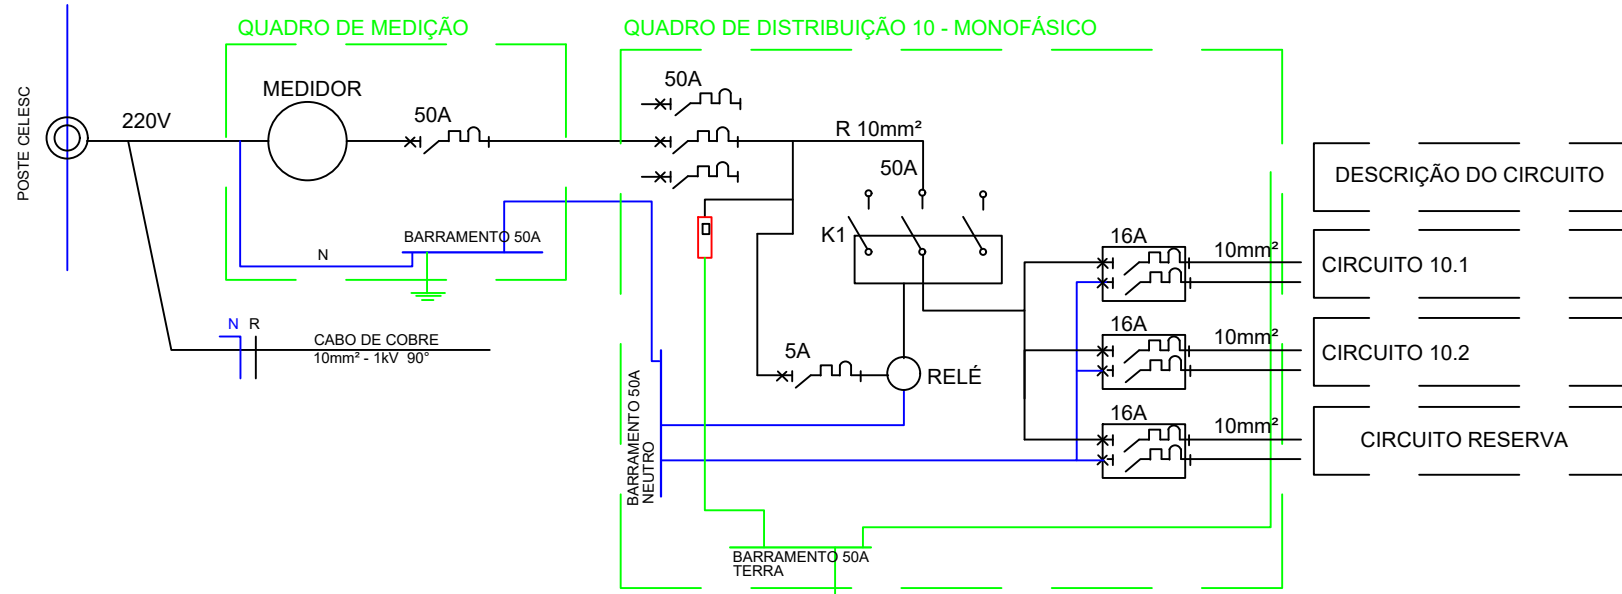 QUADRO DE MEDIÇÃO
QUADRO DE DISTRIBUIÇÃO 10 - MONOFÁSICO
POSTE CELESC
220V
MEDIDOR
50A
50A
R 10mm²
50A
K1
BARRAMENTO 50A
N
N R
CABO DE COBRE
10mm² - 1kV 90°
5A
RELÉ
BARRAMENTO 50A
NEUTRO
BARRAMENTO 50A
TERRA
16A
10mm²
16A
10mm²
16A
10mm²
DESCRIÇÃO DO CIRCUITO
CIRCUITO 10.1
CIRCUITO 10.2
CIRCUITO RESERVA